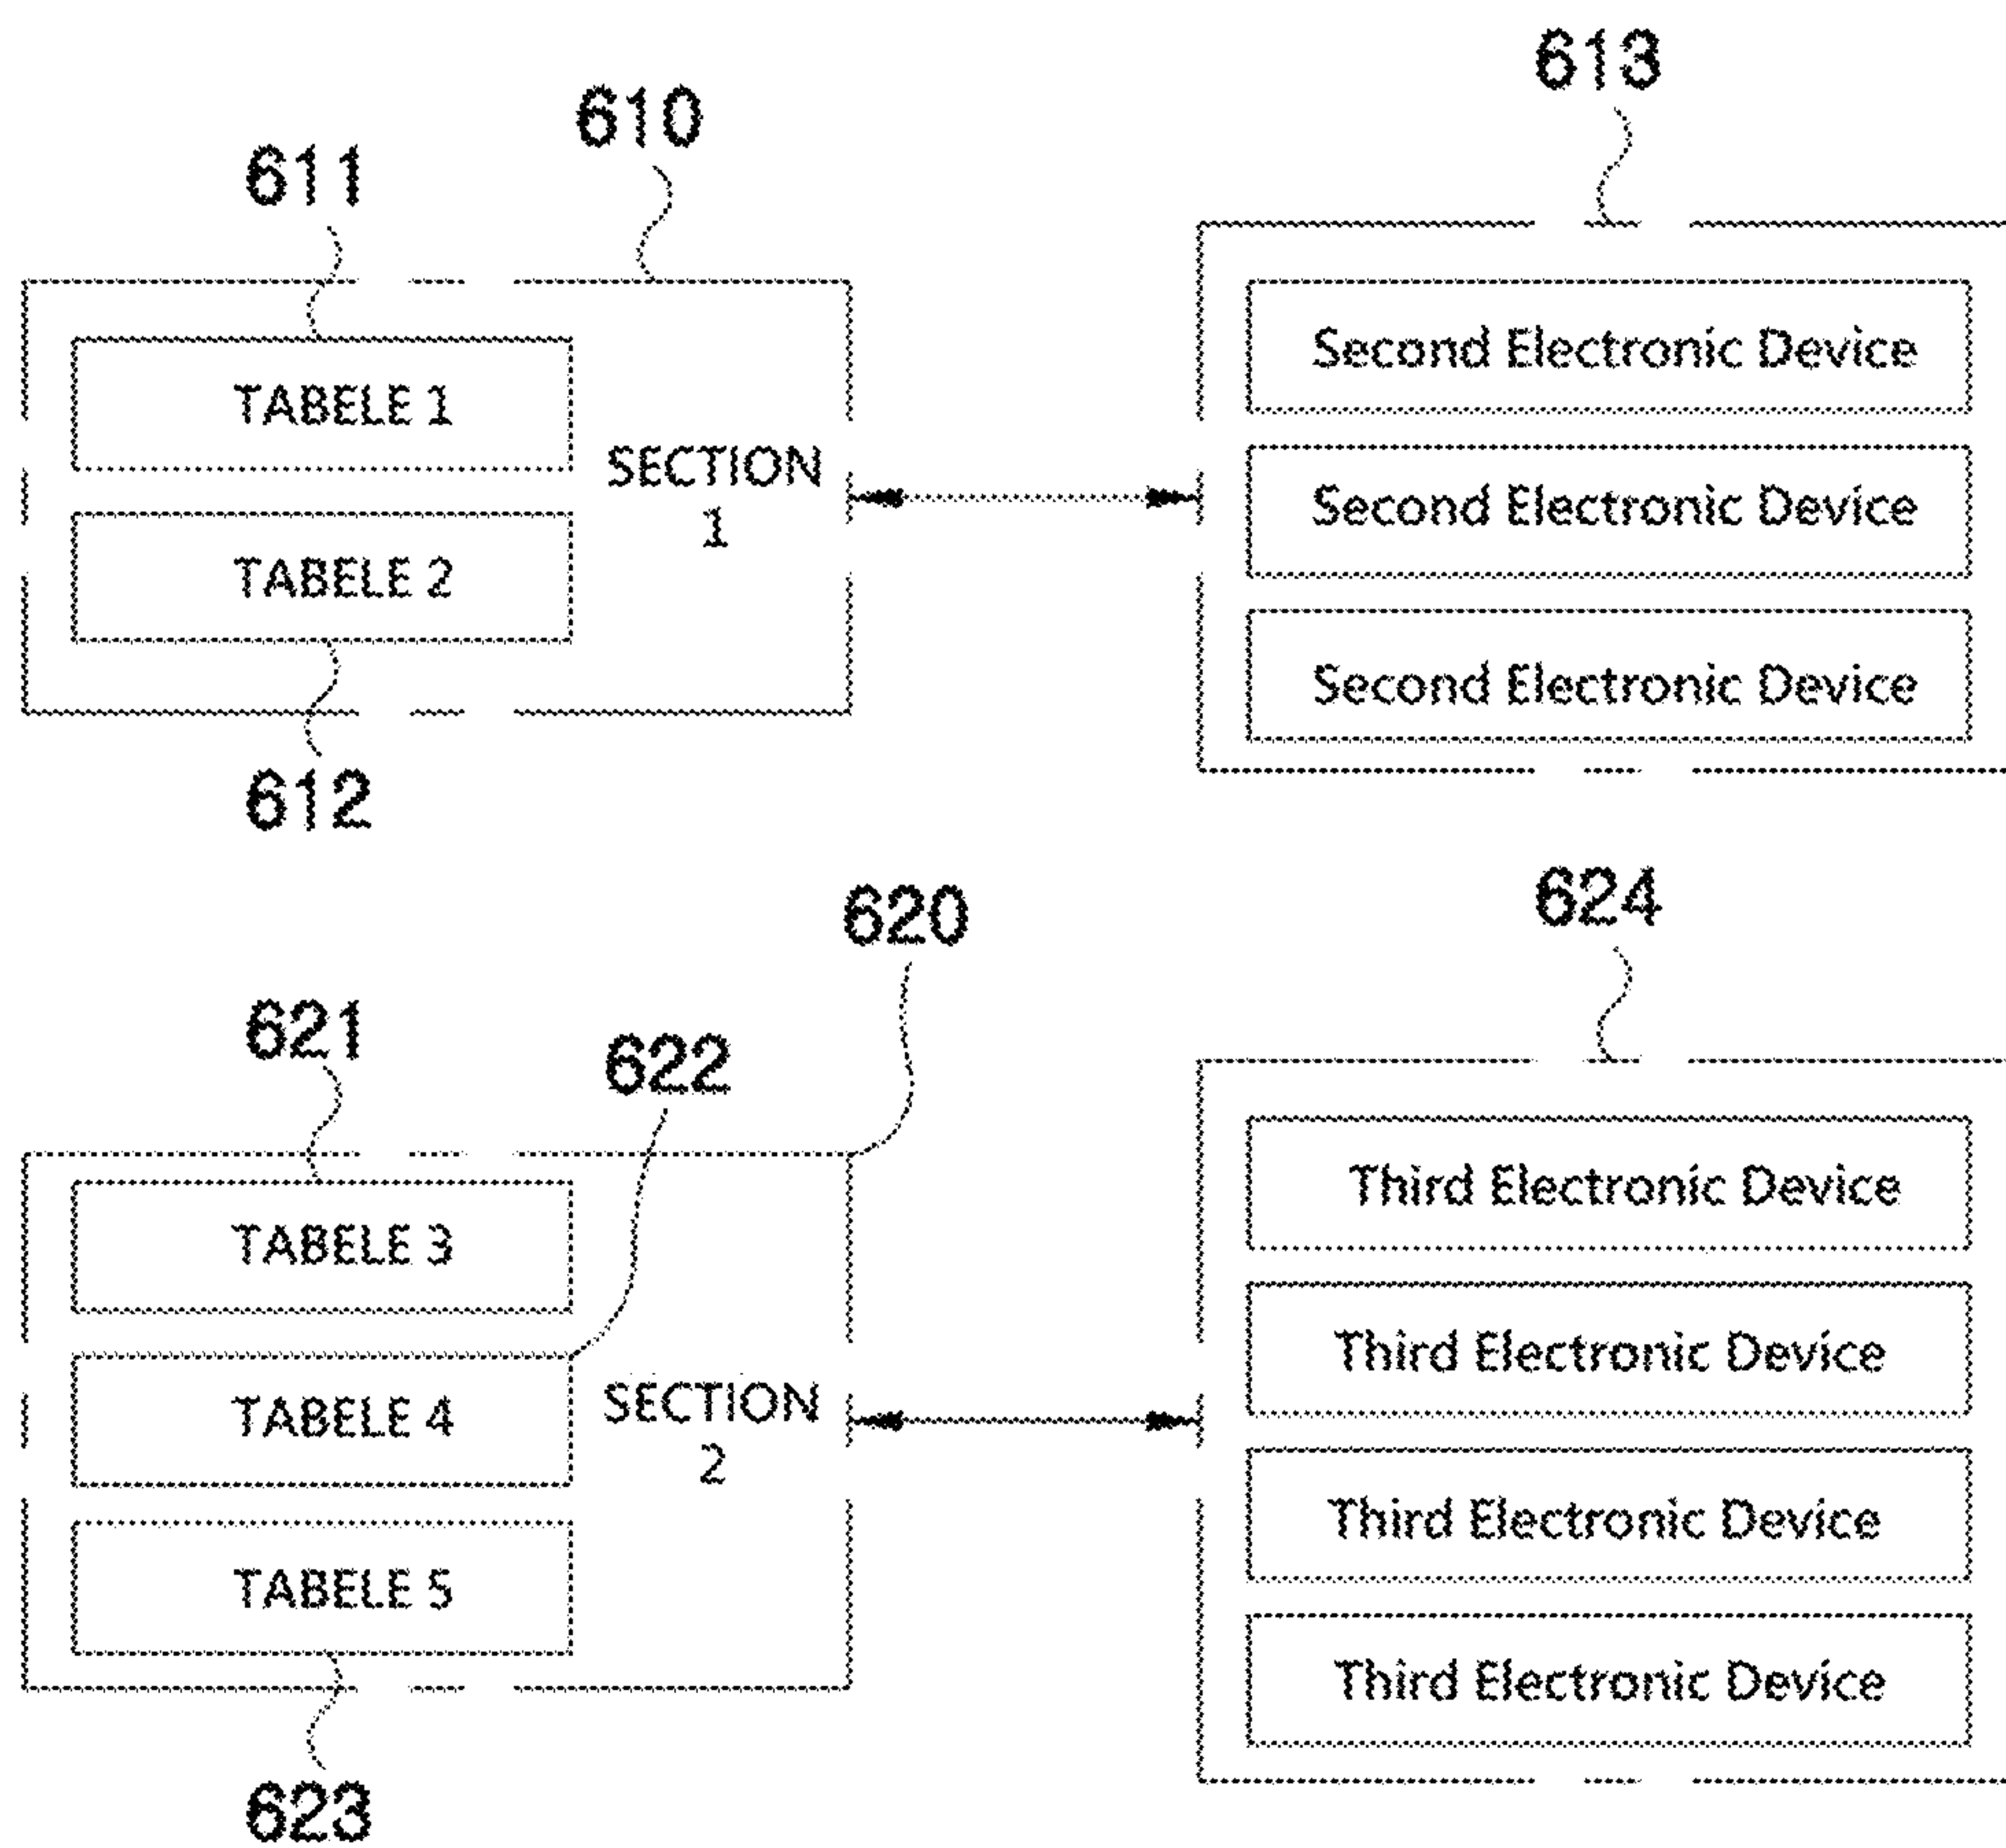 613
610
611
Second Electronic Device
TABELE 1
SECTION
1
Second Electronic Device
TABELE 2
Second Electronic Device
612
624
620
621
622
Third Electronic Device
TABELE 3
Third Electronic Device
TABELE 4
SECTION
2
Third Electronic Device
TABELE 5
Third Electronic Device
623